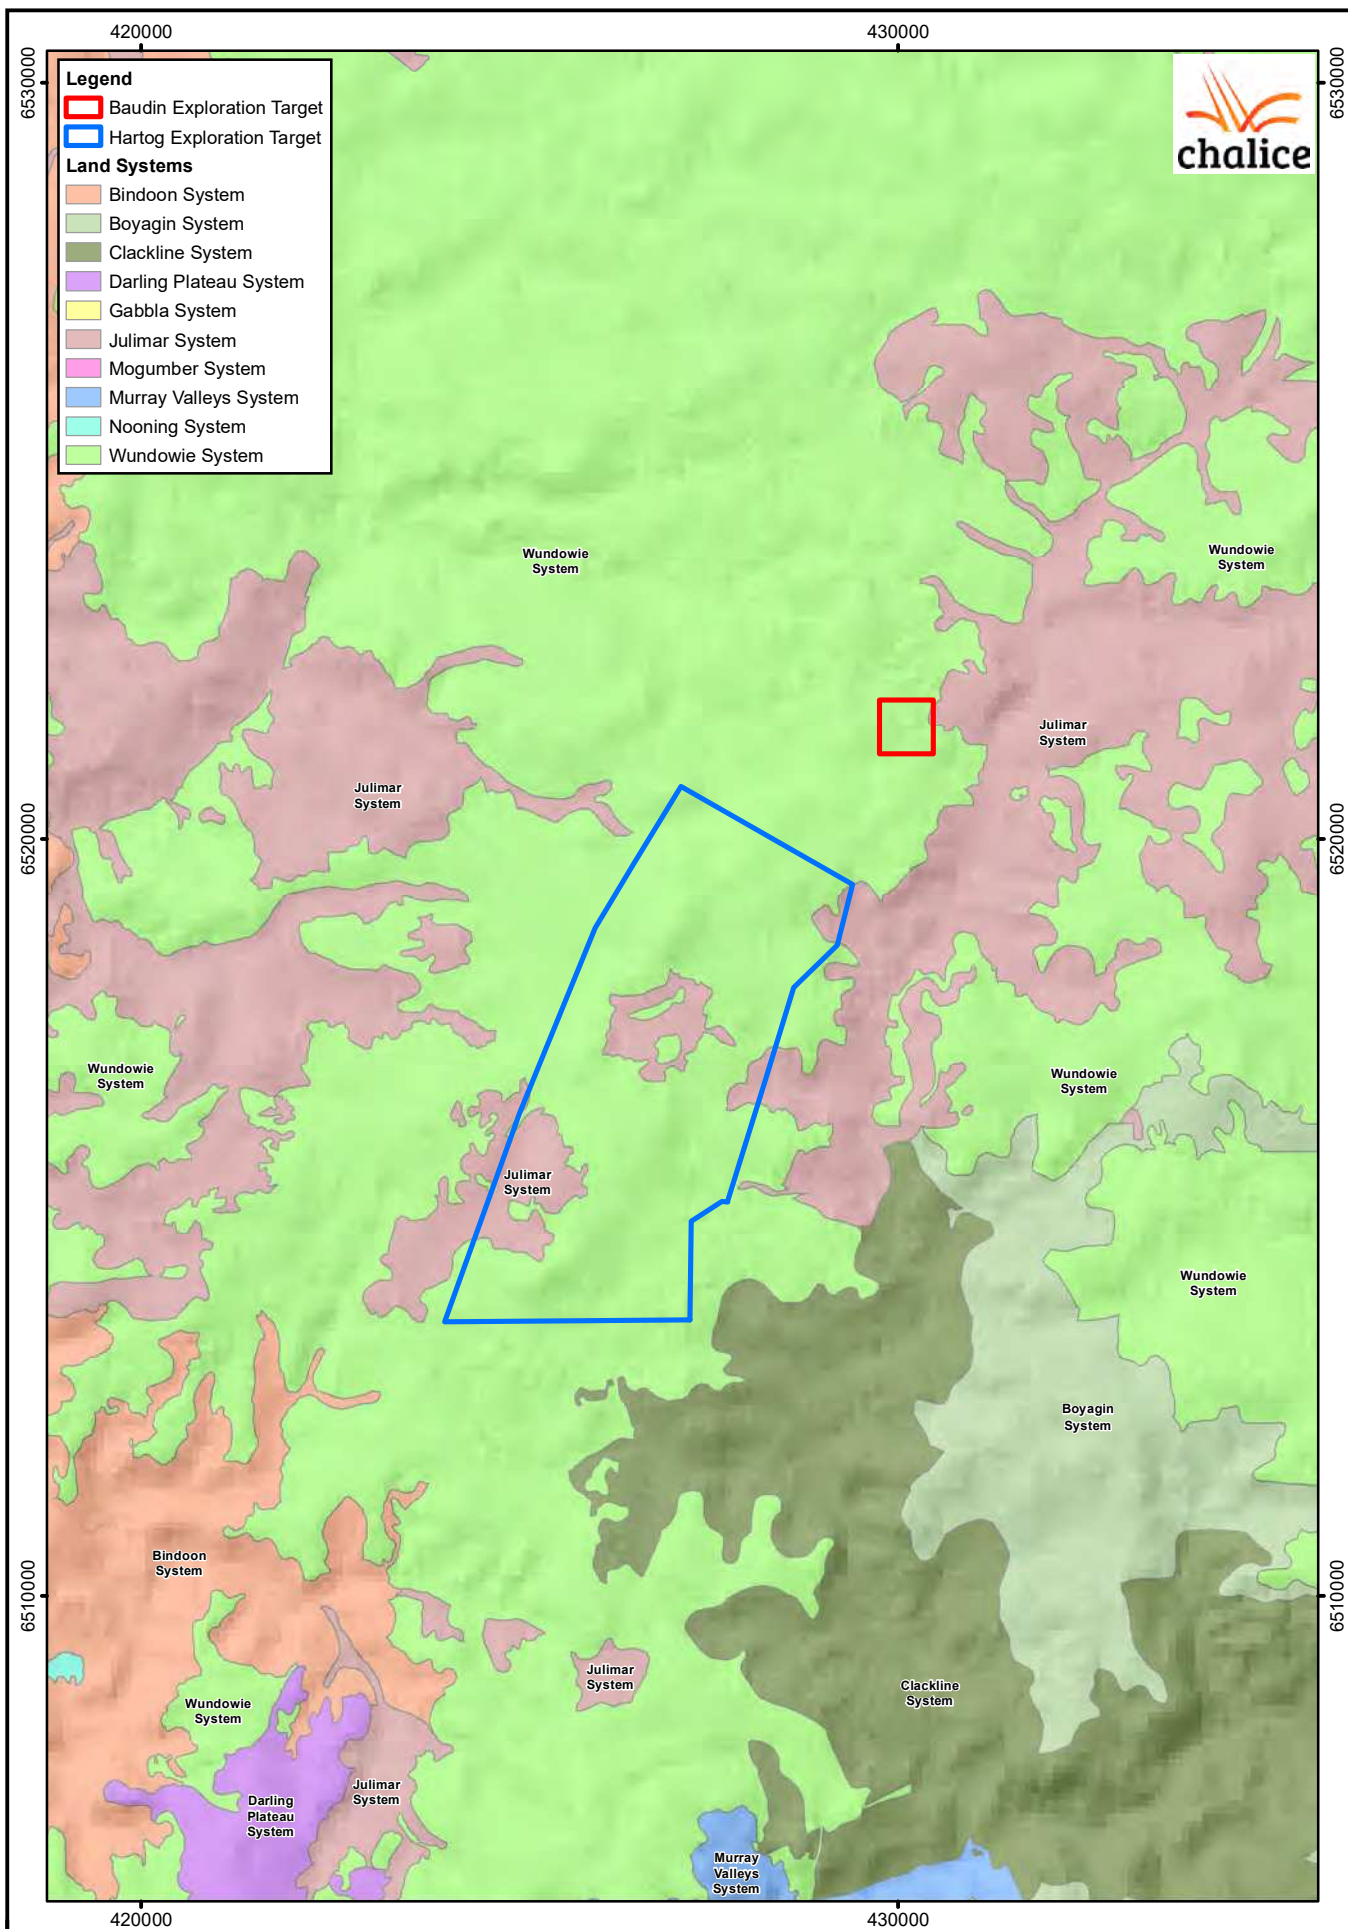 420000
430000
6530000
6530000
Legend
Baudin Exploration Target
Hartog Exploration Target
Land Systems
Bindoon System
Boyagin System
Clackline System
Darling Plateau System
Gabbla System
Julimar System
Mogumber System
Murray Valleys System
Nooning System
Wundowie System
chalice
Wundowie
System
Wundowie
System
Julimar
System
Julimar
System
6520000
6520000
Wundowie
System
Wundowie
System
Julimar
System
Wundowie
System
Boyagin
System
Bindoon
System
6510000
6510000
Julimar
System
Clackline
System
Wundowie
System
Julimar
System
Darling
Plateau
System
Murray
Valleys
System
420000
430000